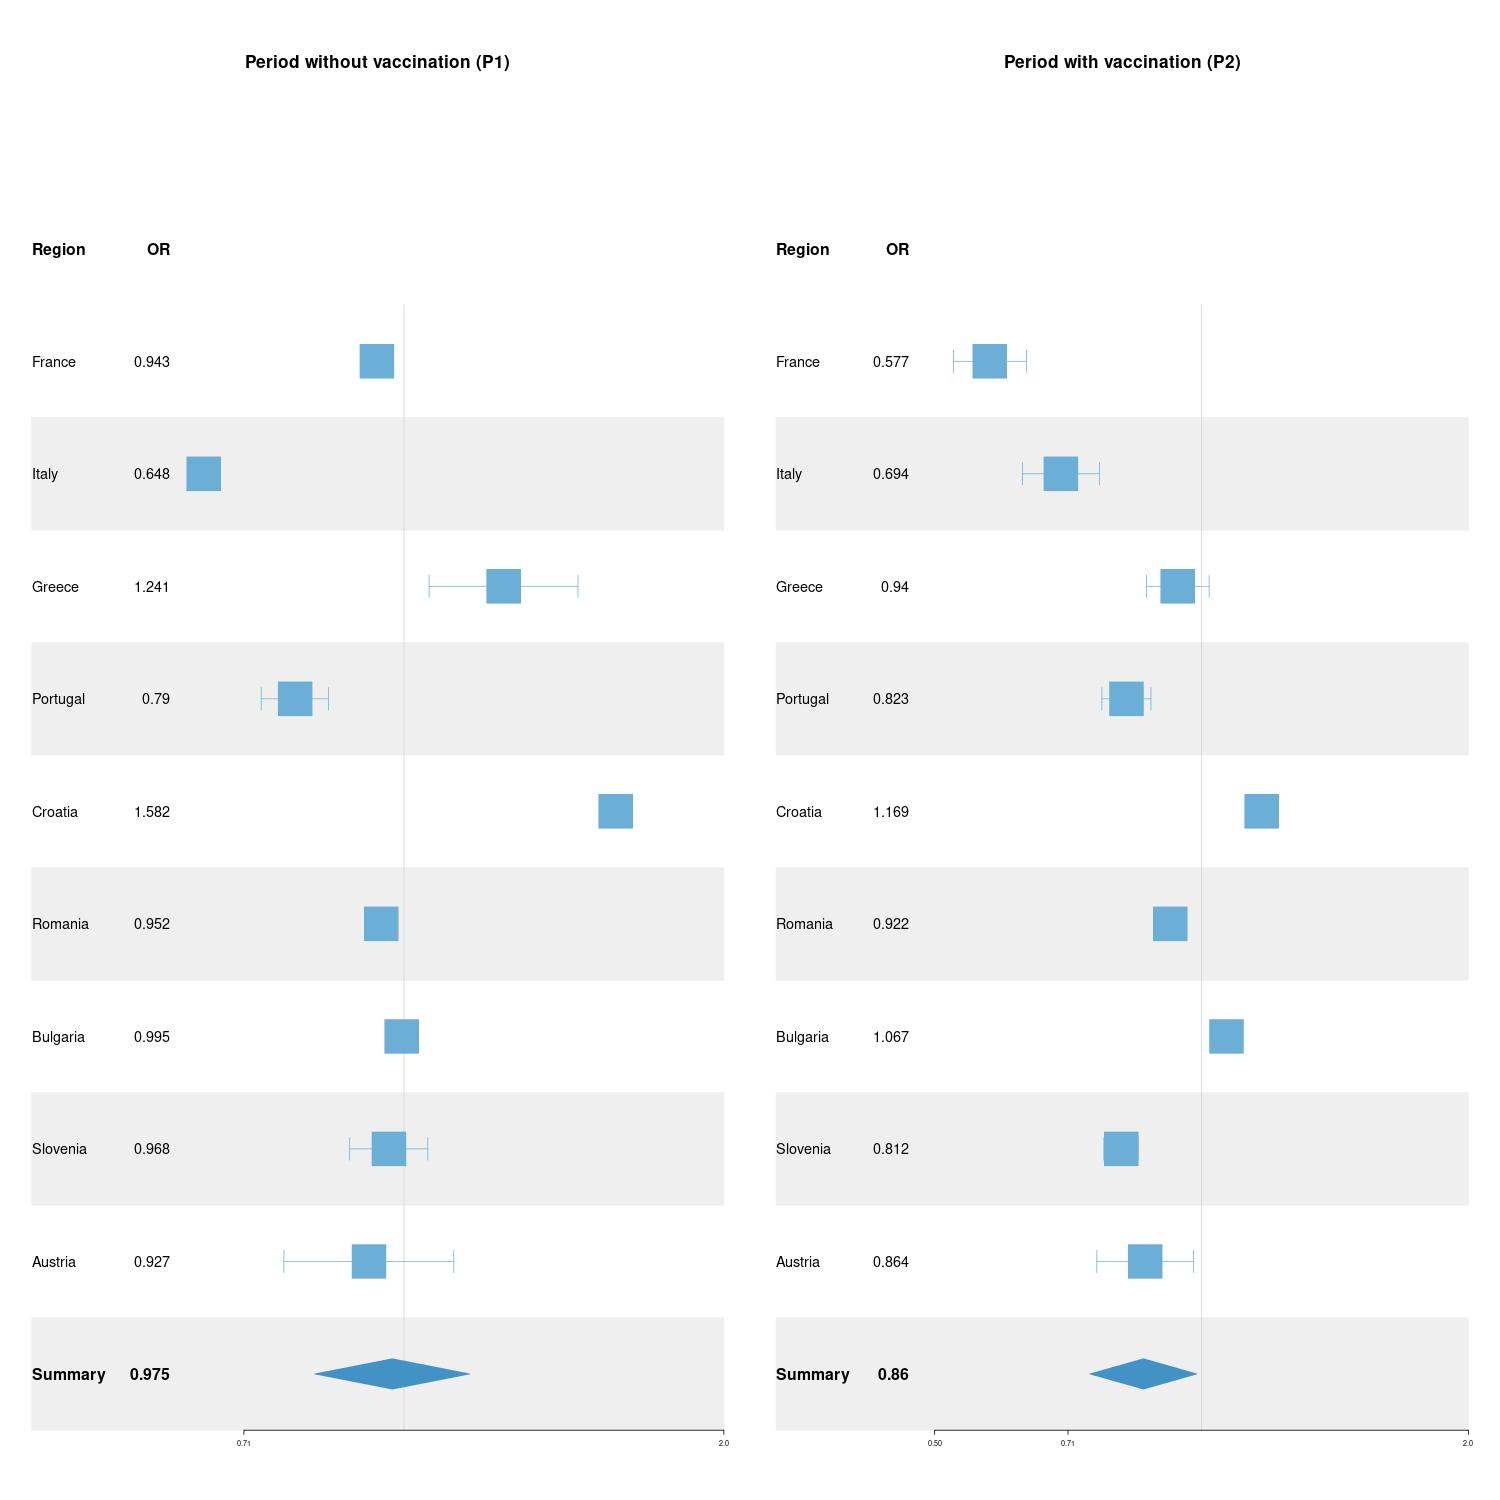 Period without vaccination (P1)
Region OR
France 0.943
Italy 0.648
Greece 1.241
Portugal 0.79
Croatia 1.582
Romania 0.952
Bulgaria 0.995
Slovenia 0.968
Austria 0.927
Summary 0.975
0.71 2.0
Period with vaccination (P2)
Region OR
France 0.577
Italy 0.694
Greece 0.94
Portugal 0.823
Croatia 1.169
Romania 0.922
Bulgaria 1.067
Slovenia 0.812
Austria 0.864
Summary 0.86
0.50 0.71 2.0